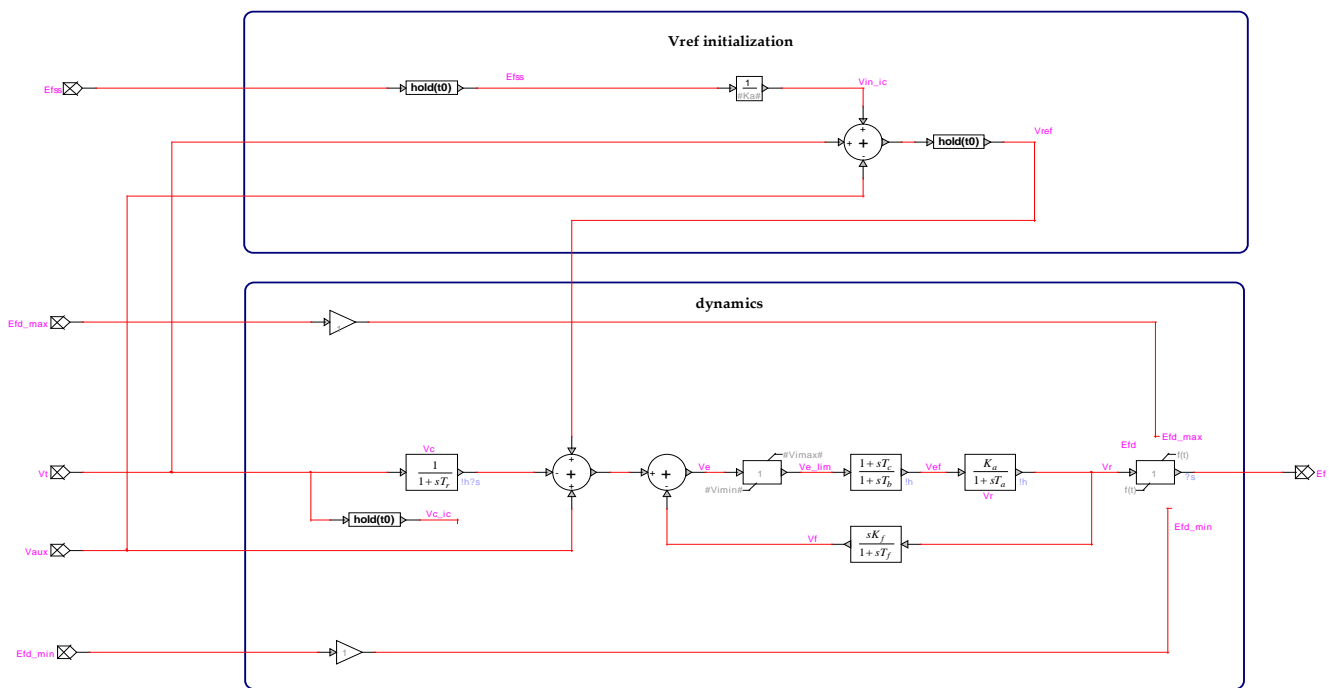 Vref initialization
Efss
hold(t0)
Efss
1
#Ka#
Vin_ic
+
+
+
-
hold(t0)
Vref
dynamics
Efd_max
Vt
Vc
1
1+sT_r
!h?s
hold(t0)
Vc_ic
Vaux
+
-
+
+
+
+
-
Ve
#Vimax#
1
#Vimin#
Ve_lim
1+sT_c
1+sT_b
!h
Vef
K_a
1+sT_a
!h
Vr
Vr
Efd
Efd_max
f(t)
1
f(t)
?s
Ef
Vf
sK_f
1+sT_f
Efd_min
Efd_min
1